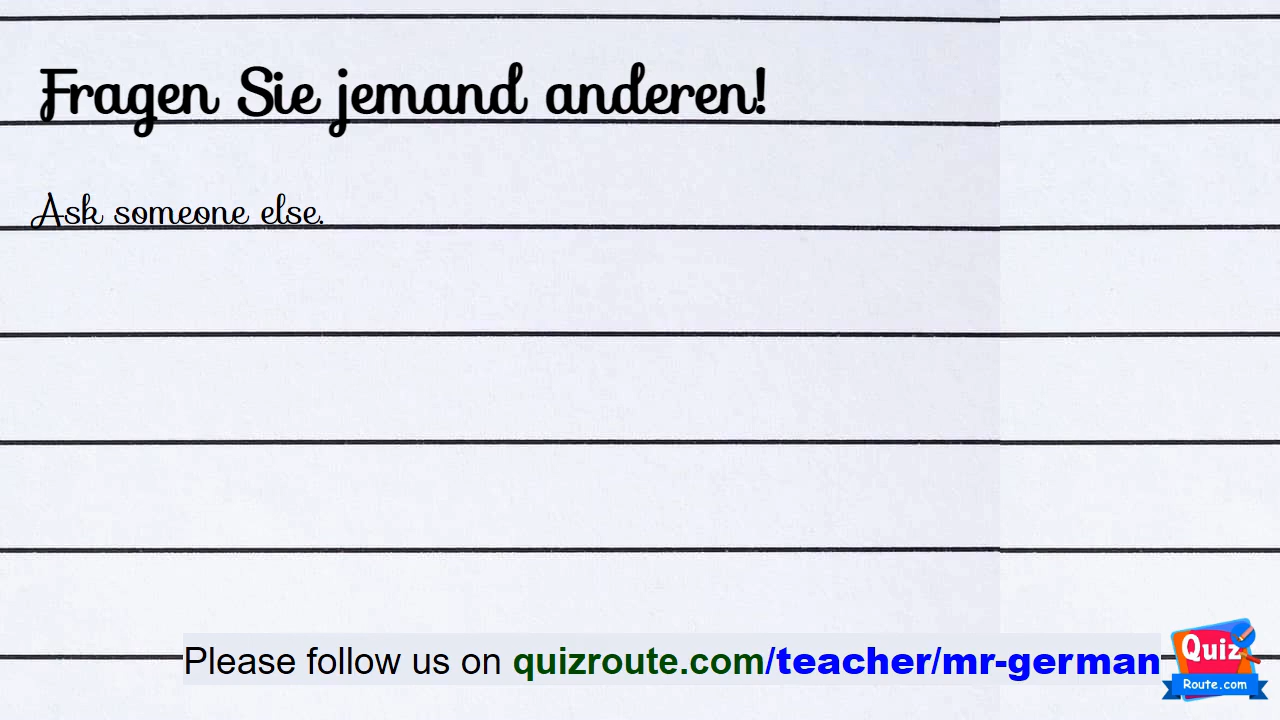 Fragen Sie jemand anderen!
Ask someone else.
Please follow us on quizroute.com/teacher/mr-german
Quiz
Route.com